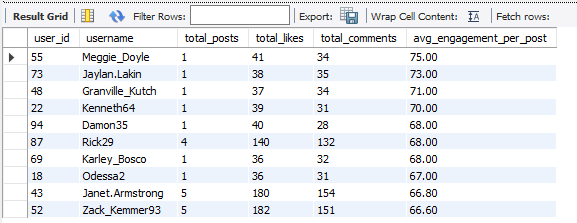 Result Grid Filter Rows: Export: Wrap Cell Content: Fetch rows:
user_id username total_posts total_likes total_comments avg_engagement_per_post
55 Meggie_Doyle 1 41 34 75.00
73 Jaylan.Lakin 1 38 35 73.00
48 Granville_Kutch 1 37 34 71.00
22 Kenneth64 1 39 31 70.00
94 Damon35 1 40 28 68.00
87 Rick29 4 140 132 68.00
69 Karley_Bosco 1 36 32 68.00
18 Odessa2 1 36 31 67.00
43 Janet.Armstrong 5 180 154 66.80
52 Zack_Kemmer93 5 182 151 66.60